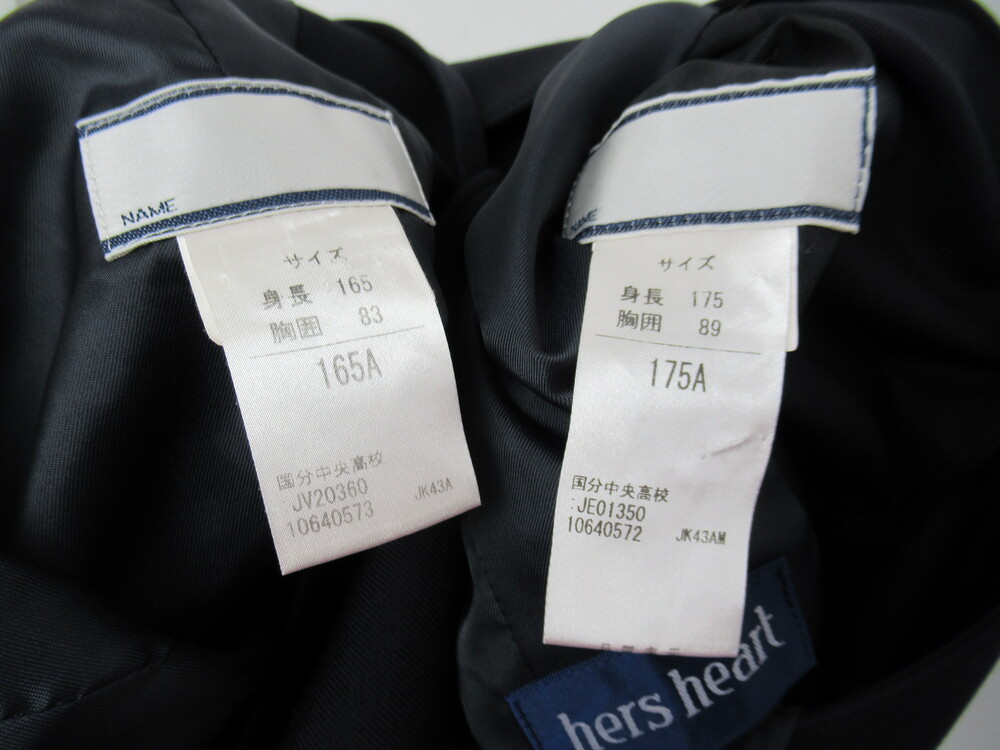 NAME
サイズ
身長 165
胸囲 83
165A
国分中央高校
JV20360
10640573 JK43A
NAME
サイズ
身長 175
胸囲 89
175A
国分中央高校
JE01350
10640572 JK43AM
hers heart